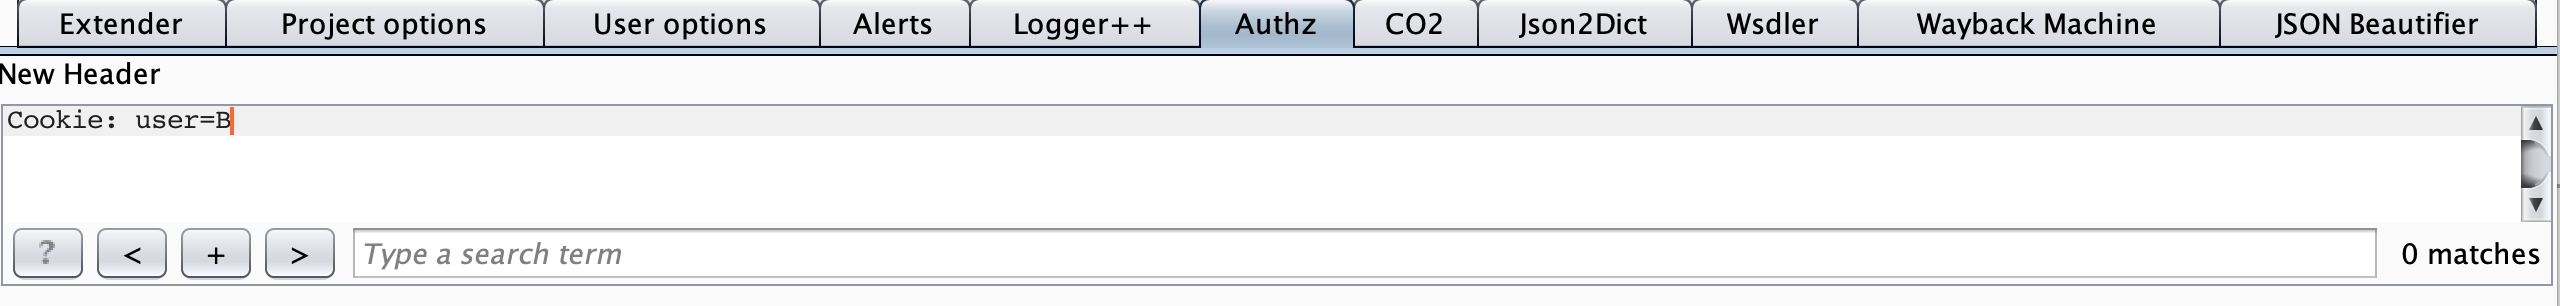 Extender Project options User options Alerts Logger++ Authz CO2 Json2Dict Wsdler Wayback Machine JSON Beautifier
New Header
Cookie: user=B
? < + > Type a search term 0 matches